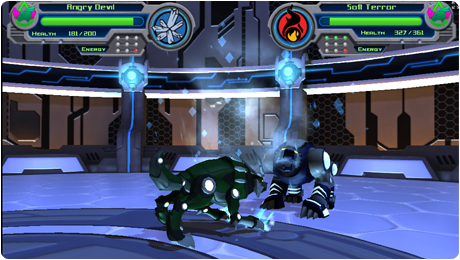 Angry Devil
Health 181/200
Energy
Soft Terror
Health 327/361
Energy